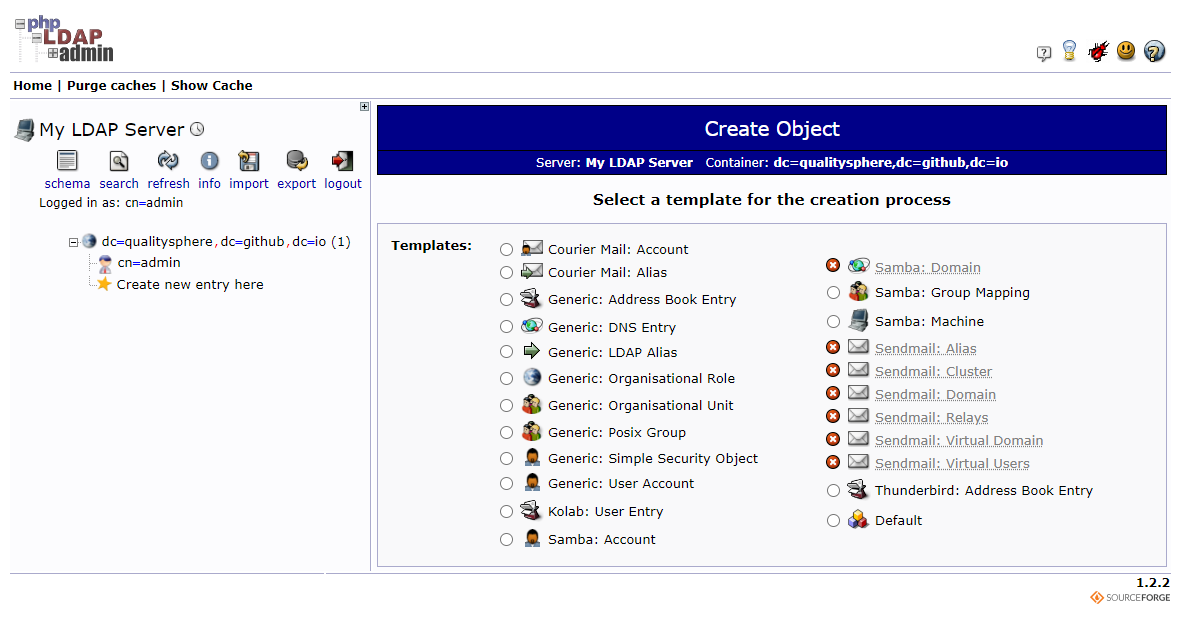 php
LDAP
admin
Home | Purge caches | Show Cache
My LDAP Server
schema search refresh info import export logout
Logged in as: cn=admin
dc=qualitysphere,dc=github,dc=io (1)
cn=admin
Create new entry here
Create Object
Server: My LDAP Server Container: dc=qualitysphere,dc=github,dc=io
Select a template for the creation process
Templates:
Courier Mail: Account
Courier Mail: Alias
Generic: Address Book Entry
Generic: DNS Entry
Generic: LDAP Alias
Generic: Organisational Role
Generic: Organisational Unit
Generic: Posix Group
Generic: Simple Security Object
Generic: User Account
Kolab: User Entry
Samba: Account
Samba: Domain
Samba: Group Mapping
Samba: Machine
Sendmail: Alias
Sendmail: Cluster
Sendmail: Domain
Sendmail: Relays
Sendmail: Virtual Domain
Sendmail: Virtual Users
Thunderbird: Address Book Entry
Default
1.2.2
SOURCEFORGE